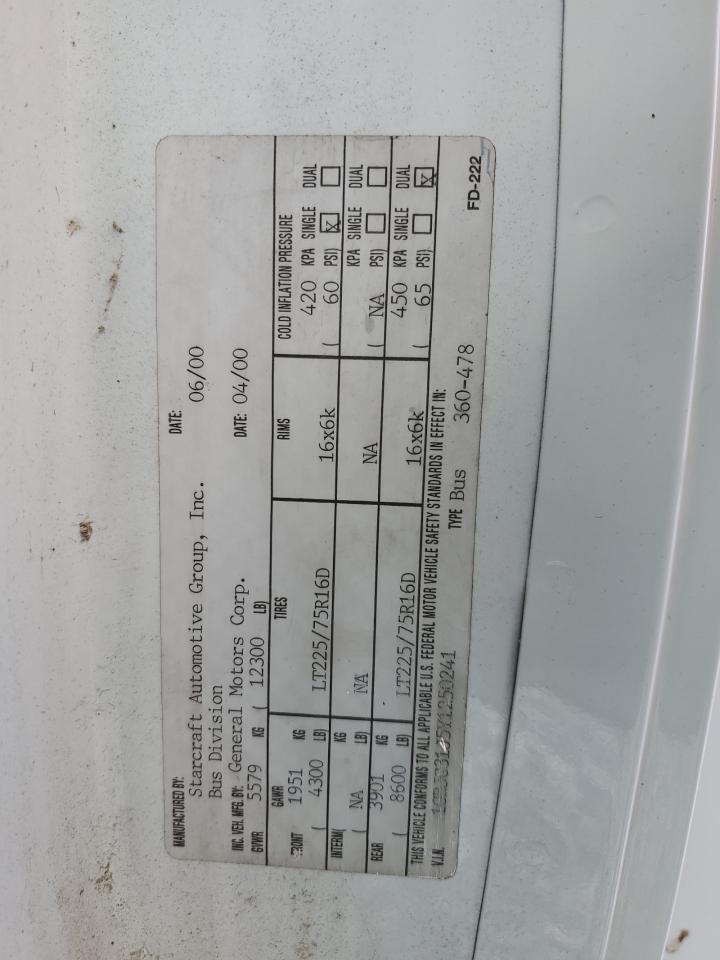 MANUFACTURED BY: DATE:
Starcraft Automotive Group, Inc. 06/00
Bus Division
INC. VEH. MFG. BY: General Motors Corp. DATE: 04/00
GVWR 5579 KG ( 12300 LB)
GAWR TIRES RIMS COLD INFLATION PRESSURE
FRONT 1951 KG 420 KPA SINGLE DUAL
( 4300 LB) LT225/75R16D 16x6k ( 60 PSI) X
INTERM( KG KPA SINGLE DUAL
NA LB) NA NA ( NA PSI)
REAR 3901 KG 450 KPA SINGLE DUAL
( 8600 LB) LT225/75R16D 16x6k ( 65 PSI) X
THIS VEHICLE CONFORMS TO ALL APPLICABLE U.S. FEDERAL MOTOR VEHICLE SAFETY STANDARDS IN EFFECT IN:
V.I.N. TYPE Bus 360-478
FD-222